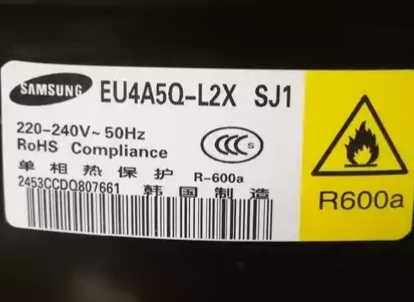 SAMSUNG EU4A5Q-L2X SJ1
220-240V~50Hz
RoHS Compliance
CCC S
单相热保护 R-600a
2453CCDQ807661 韩国制造
R600a